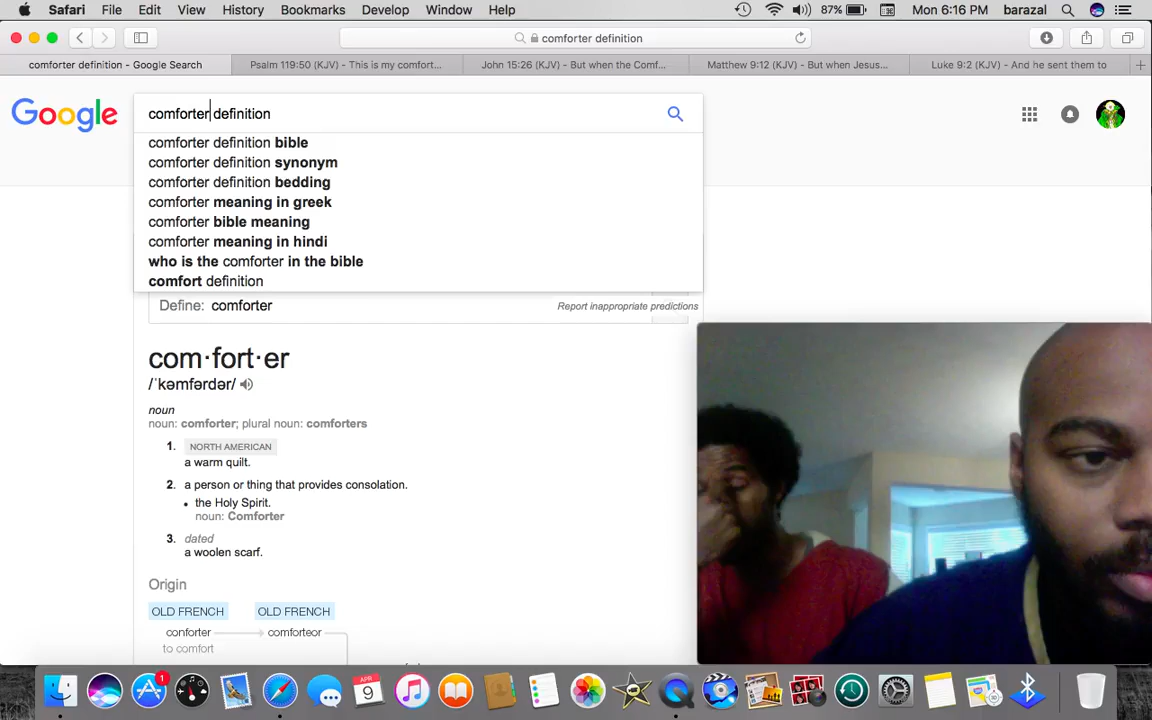 Safari File Edit View History Bookmarks Develop Window Help 87% Mon 6:16 PM barazal
comforter definition
comforter definition - Google Search Psalm 119:50 (KJV) - This is my comfort... John 15:26 (KJV) - But when the Comf... Matthew 9:12 (KJV) - But when Jesus... Luke 9:2 (KJV) - And he sent them to
Google comforter definition
comforter definition bible
comforter definition synonym
comforter definition bedding
comforter meaning in greek
comforter bible meaning
comforter meaning in hindi
who is the comforter in the bible
comfort definition
Define: comforter Report inappropriate predictions
com·fort·er
/ˈkəmfərdər/
noun
noun: comforter; plural noun: comforters
1. NORTH AMERICAN
a warm quilt.
2. a person or thing that provides consolation.
• the Holy Spirit.
noun: Comforter
3. dated
a woolen scarf.
Origin
OLD FRENCH OLD FRENCH
conforter comforteor
to comfort
1
APR
9